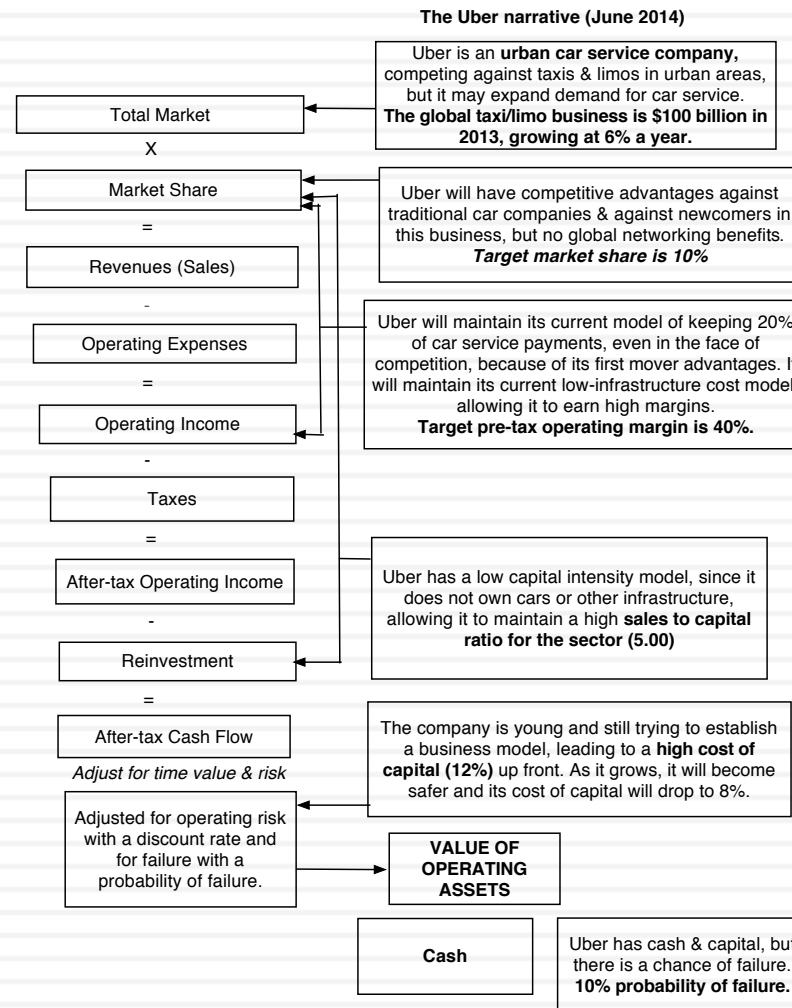 The Uber narrative (June 2014)
Uber is an urban car service company,
competing against taxis & limos in urban areas,
but it may expand demand for car service.
The global taxi/limo business is $100 billion in
2013, growing at 6% a year.
Total Market
X
Market Share
Uber will have competitive advantages against
traditional car companies & against newcomers in
this business, but no global networking benefits.
Target market share is 10%
=
Revenues (Sales)
-
Operating Expenses
Uber will maintain its current model of keeping 20%
of car service payments, even in the face of
competition, because of its first mover advantages.
will maintain its current low-infrastructure cost model
allowing it to earn high margins.
Target pre-tax operating margin is 40%.
=
Operating Income
-
Taxes
=
After-tax Operating Income
Uber has a low capital intensity model, since it
does not own cars or other infrastructure,
allowing it to maintain a high sales to capital
ratio for the sector (5.00)
-
Reinvestment
=
After-tax Cash Flow
The company is young and still trying to establish
a business model, leading to a high cost of
capital (12%) up front. As it grows, it will become
safer and its cost of capital will drop to 8%.
Adjust for time value & risk
Adjusted for operating risk
with a discount rate and
for failure with a
probability of failure.
VALUE OF
OPERATING
ASSETS
Cash
Uber has cash & capital, but
there is a chance of failure.
10% probability of failure.